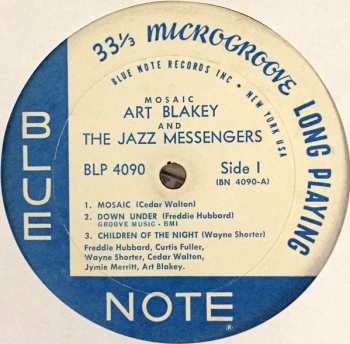 33⅓ MICROGROOVE LONG PLAYING
BLUE NOTE RECORDS INC • NEW YORK USA
MOSAIC
ART BLAKEY
AND
THE JAZZ MESSENGERS
BLP 4090 Side 1
(BN 4090-A)
1. MOSAIC (Cedar Walton)
2. DOWN UNDER (Freddie Hubbard)
GROOVE MUSIC - BMI
3. CHILDREN OF THE NIGHT (Wayne Shorter)
Freddie Hubbard, Curtis Fuller,
Wayne Shorter, Cedar Walton,
Jymie Merritt, Art Blakey.
BLUE
NOTE
®